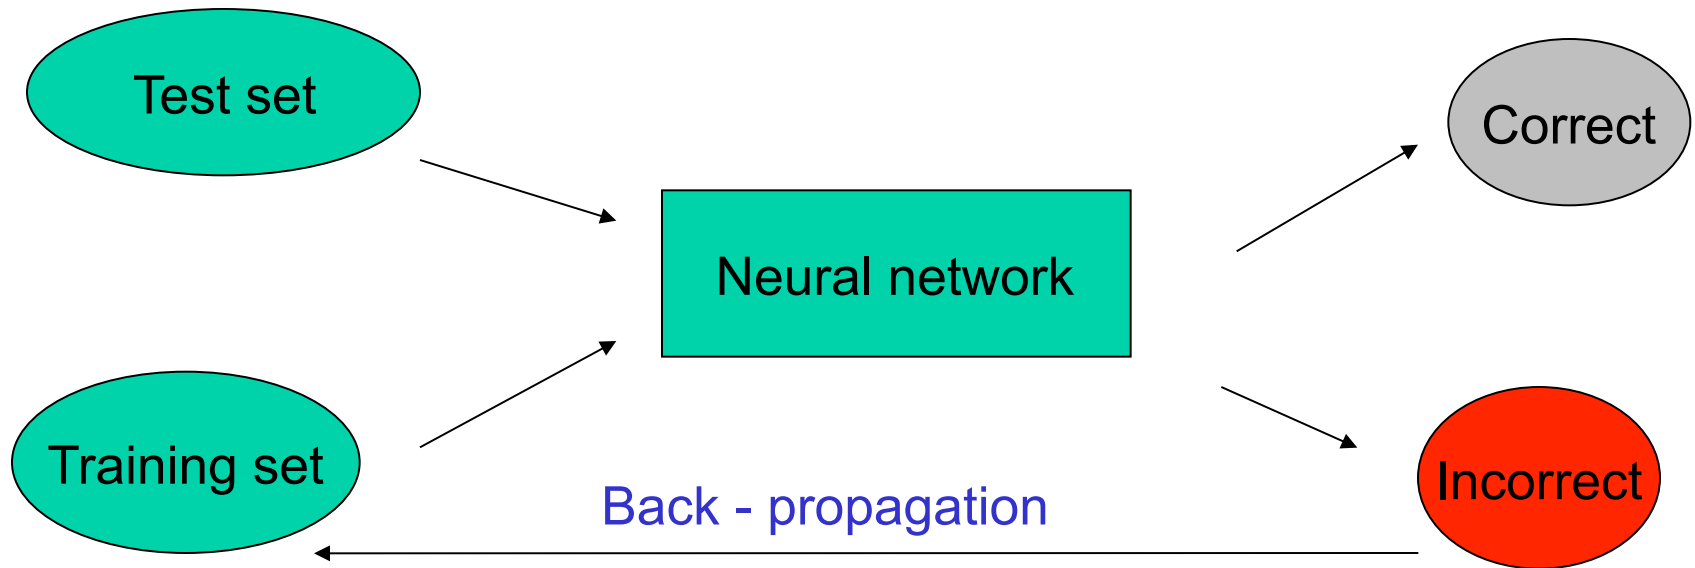 Test set
Correct
Neural network
Training set
Incorrect
Back - propagation